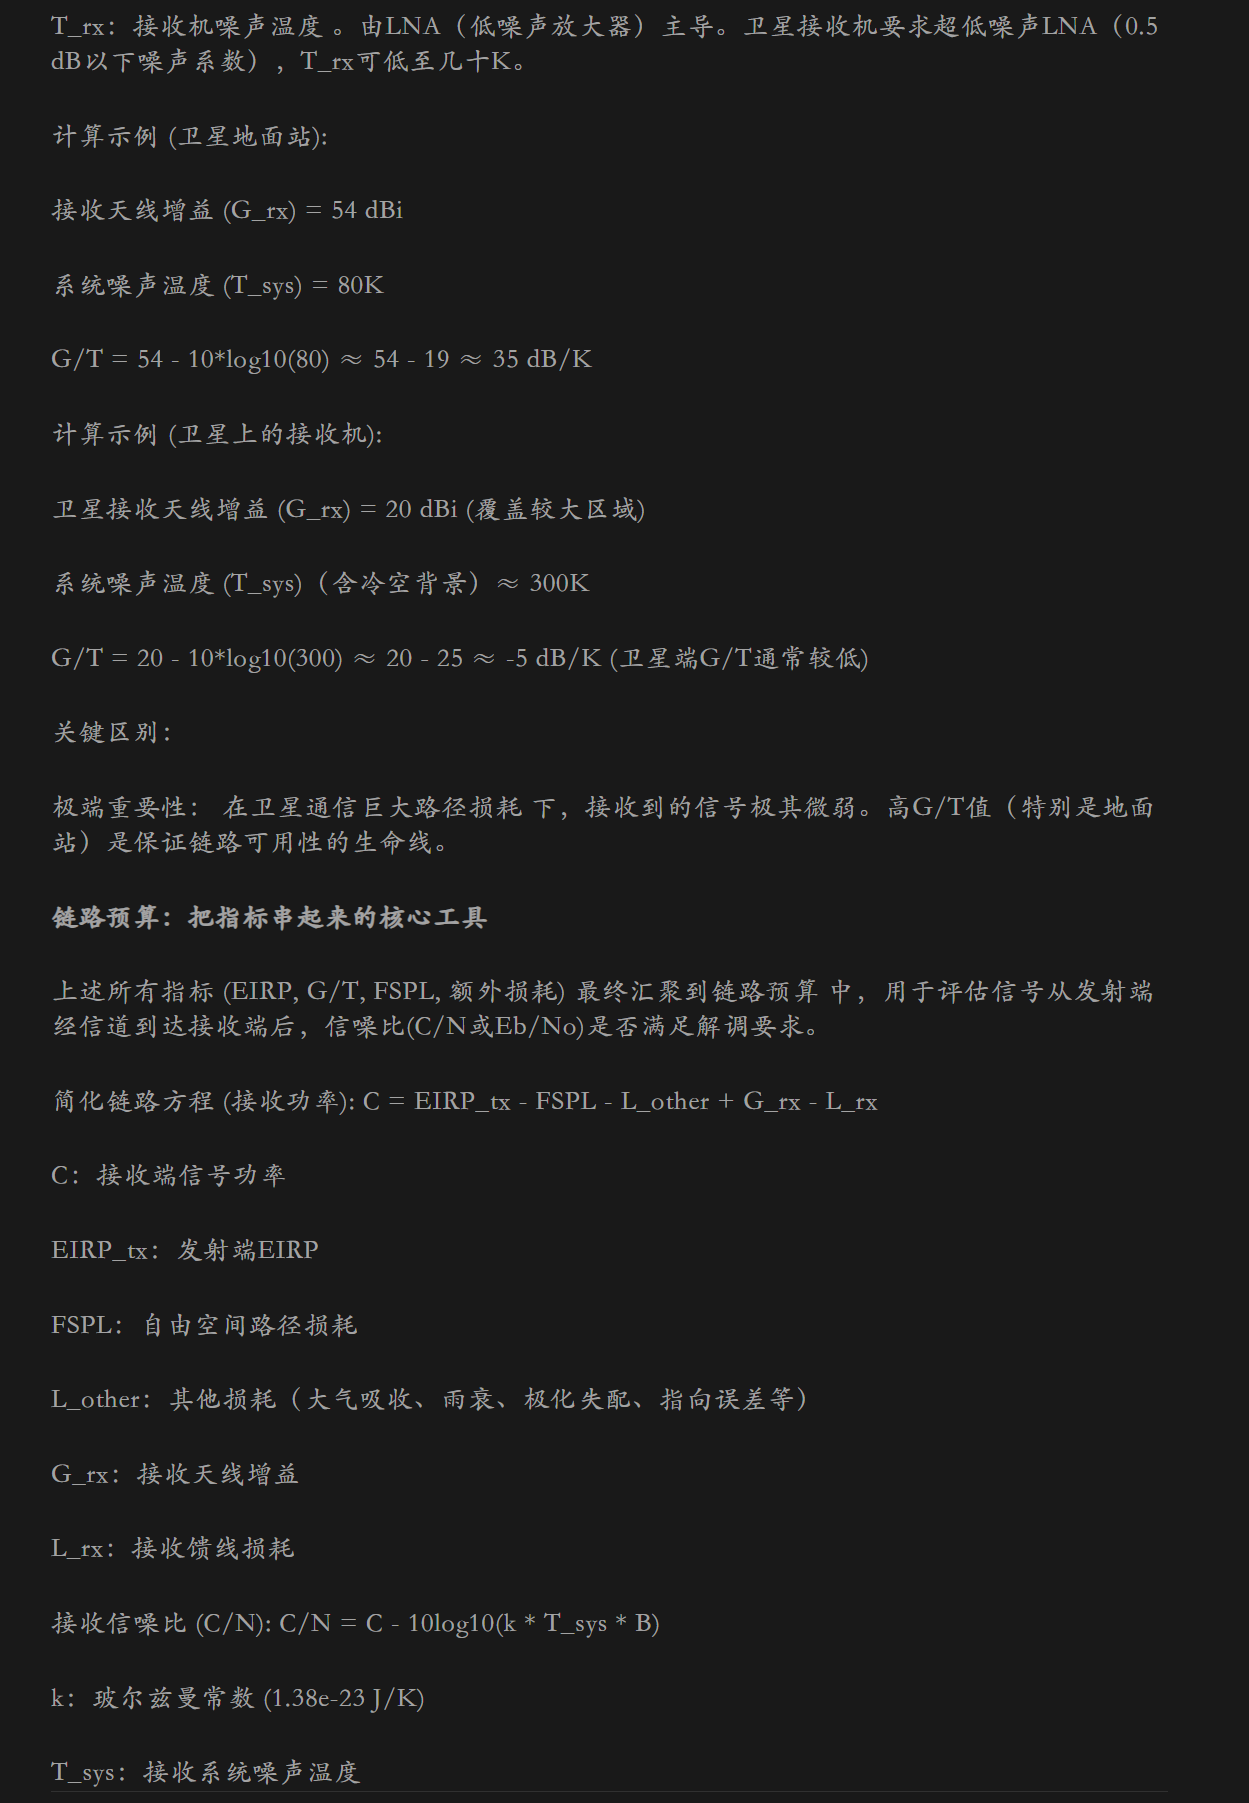 T_rx：接收机噪声温度 。由LNA（低噪声放大器）主导。卫星接收机要求超低噪声LNA（0.5
dB以下噪声系数），T_rx可低至几十K。
计算示例 (卫星地面站):
接收天线增益 (G_rx) = 54 dBi
系统噪声温度 (T_sys) = 80K
G/T = 54 - 10*log10(80) ≈ 54 - 19 ≈ 35 dB/K
计算示例 (卫星上的接收机):
卫星接收天线增益 (G_rx) = 20 dBi (覆盖较大区域)
系统噪声温度 (T_sys)（含冷空背景）≈ 300K
G/T = 20 - 10*log10(300) ≈ 20 - 25 ≈ -5 dB/K (卫星端G/T通常较低)
关键区别：
极端重要性： 在卫星通信巨大路径损耗 下，接收到的信号极其微弱。高G/T值（特别是地面
站）是保证链路可用性的生命线。
链路预算：把指标串起来的核心工具
上述所有指标 (EIRP, G/T, FSPL, 额外损耗) 最终汇聚到链路预算 中，用于评估信号从发射端
经信道到达接收端后，信噪比(C/N或Eb/No)是否满足解调要求。
简化链路方程 (接收功率): C = EIRP_tx - FSPL - L_other + G_rx - L_rx
C：接收端信号功率
EIRP_tx：发射端EIRP
FSPL：自由空间路径损耗
L_other：其他损耗（大气吸收、雨衰、极化失配、指向误差等）
G_rx：接收天线增益
L_rx：接收馈线损耗
接收信噪比 (C/N): C/N = C - 10log10(k * T_sys * B)
k：玻尔兹曼常数 (1.38e-23 J/K)
T_sys：接收系统噪声温度